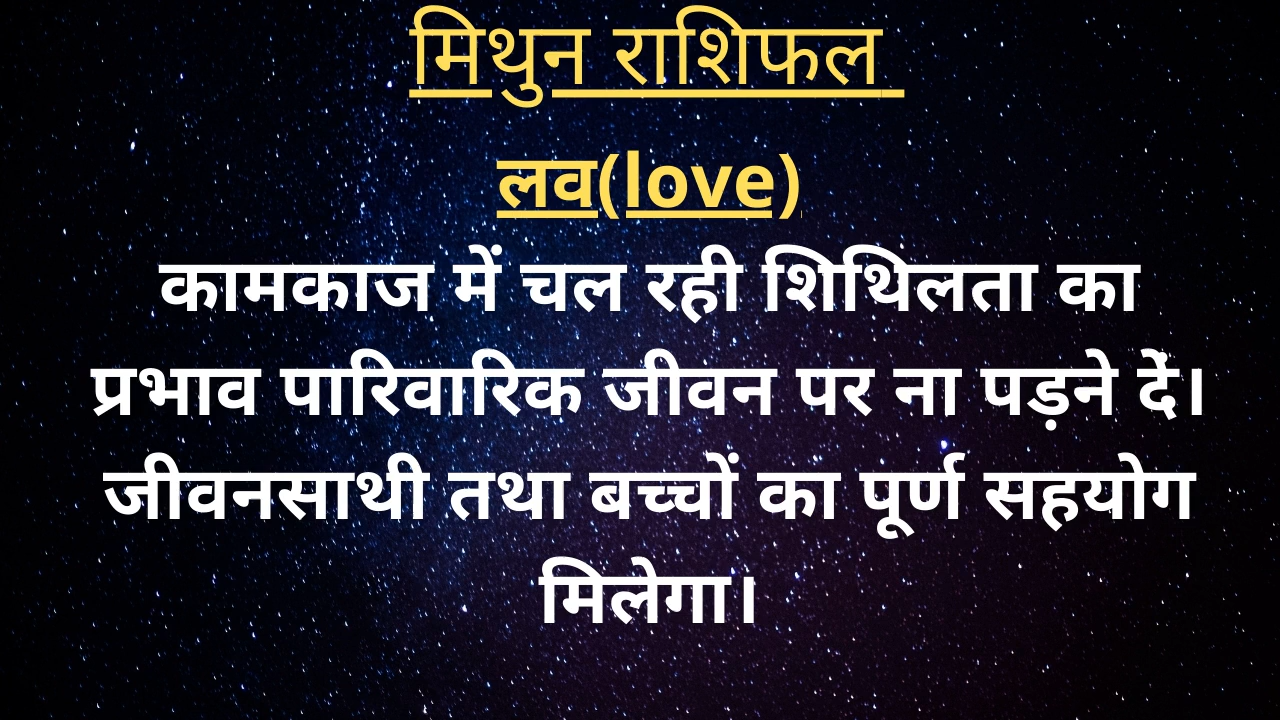 मिथुन राशिफल
लव(love)
कामकाज में चल रही शिथिलता का
प्रभाव पारिवारिक जीवन पर ना पड़ने दें।
जीवनसाथी तथा बच्चों का पूर्ण सहयोग
मिलेगा।